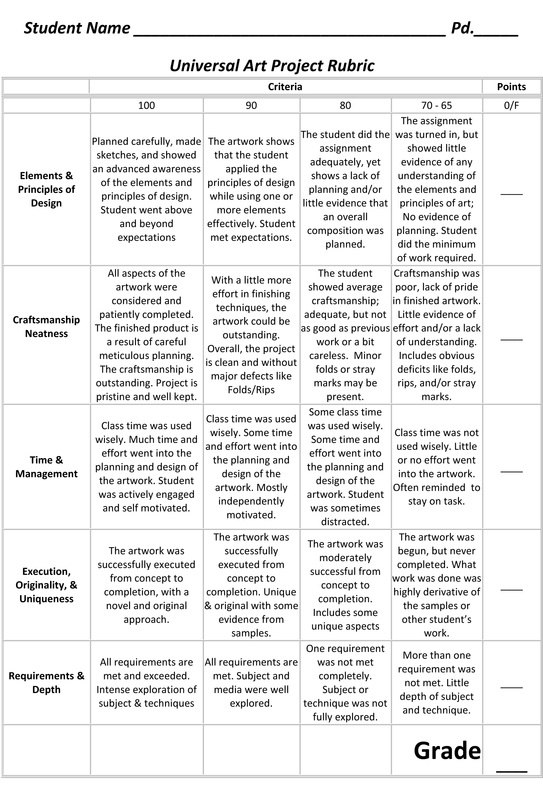 Student Name ___________________________________ Pd._____
Universal Art Project Rubric
Criteria
Points
100
90
80
70 - 65
0/F
Elements &
Principles of
Design
Planned carefully, made
sketches, and showed
an advanced awareness
of the elements and
principles of design.
Student went above
and beyond
expectations
The artwork shows
that the student
applied the
principles of design
while using one or
more elements
effectively. Student
met expectations.
The student did the
assignment
adequately, yet
shows a lack of
planning and/or
little evidence that
an overall
composition was
planned.
The assignment
was turned in, but
showed little
evidence of any
understanding of
the elements and
principles of art;
No evidence of
planning. Student
did the minimum
of work required.
____
Craftsmanship
Neatness
All aspects of the
artwork were
considered and
patiently completed.
The finished product is
a result of careful
meticulous planning.
The craftsmanship is
outstanding. Project is
pristine and well kept.
With a little more
effort in finishing
techniques, the
artwork could be
outstanding.
Overall, the project
is clean and without
major defects like
Folds/Rips
The student
showed average
craftsmanship;
adequate, but not
as good as previous
work or a bit
careless.  Minor
folds or stray
marks may be
present.
Craftsmanship was
poor, lack of pride
in finished artwork.
Little evidence of
effort and/or a lack
of understanding.
Includes obvious
deficits like folds,
rips, and/or stray
marks.
____
Time &
Management
Class time was used
wisely. Much time and
effort went into the
planning and design of
the artwork. Student
was actively engaged
and self motivated.
Class time was used
wisely. Some time
and effort went into
the planning and
design of the
artwork. Mostly
independently
motivated.
Some class time
was used wisely.
Some time and
effort went into
the planning and
design of the
artwork. Student
was sometimes
distracted.
Class time was not
used wisely. Little
or no effort went
into the artwork.
Often reminded  to
stay on task.
____
Execution,
Originality, &
Uniqueness
The artwork was
successfully executed
from concept to
completion, with a
novel and original
approach.
The artwork was
successfully
executed from
concept to
completion. Unique
& original with some
evidence from
samples.
The artwork was
moderately
successful from
concept to
completion.
Includes some
unique aspects
The artwork was
begun, but never
completed. What
work was done was
highly derivative of
the samples or
other student’s
work.
____
Requirements &
Depth
All requirements are
met and exceeded.
Intense exploration of
subject & techniques
All requirements are
met. Subject and
media were well
explored.
One requirement
was not met
completely.
Subject or
technique was not
fully explored.
More than one
requirement was
not met. Little
depth of subject
and technique.
____
Grade
____